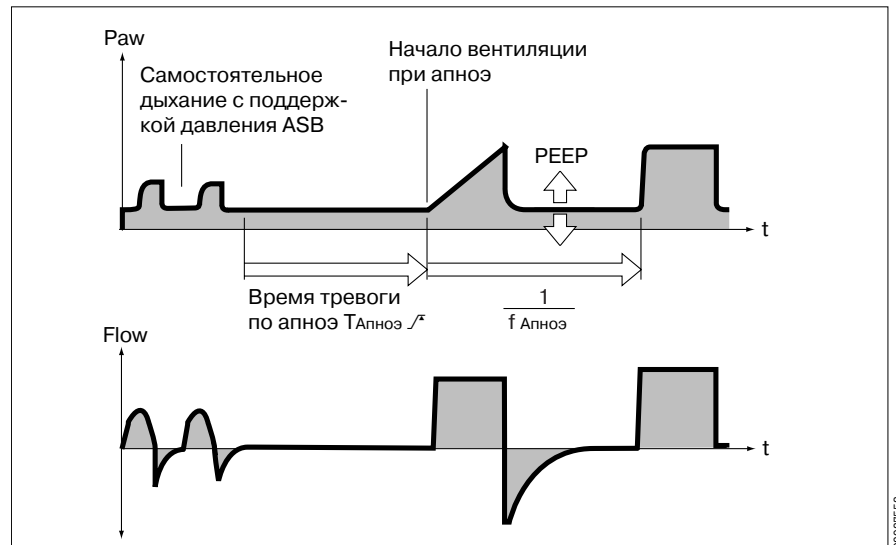 Paw
Самостоятельное
дыхание с поддерж-
кой давления ASB
Начало вентиляции
при апноэ
PEEP
t
Время тревоги
по апноэ TАпноэ
1
f Апноэ
Flow
t